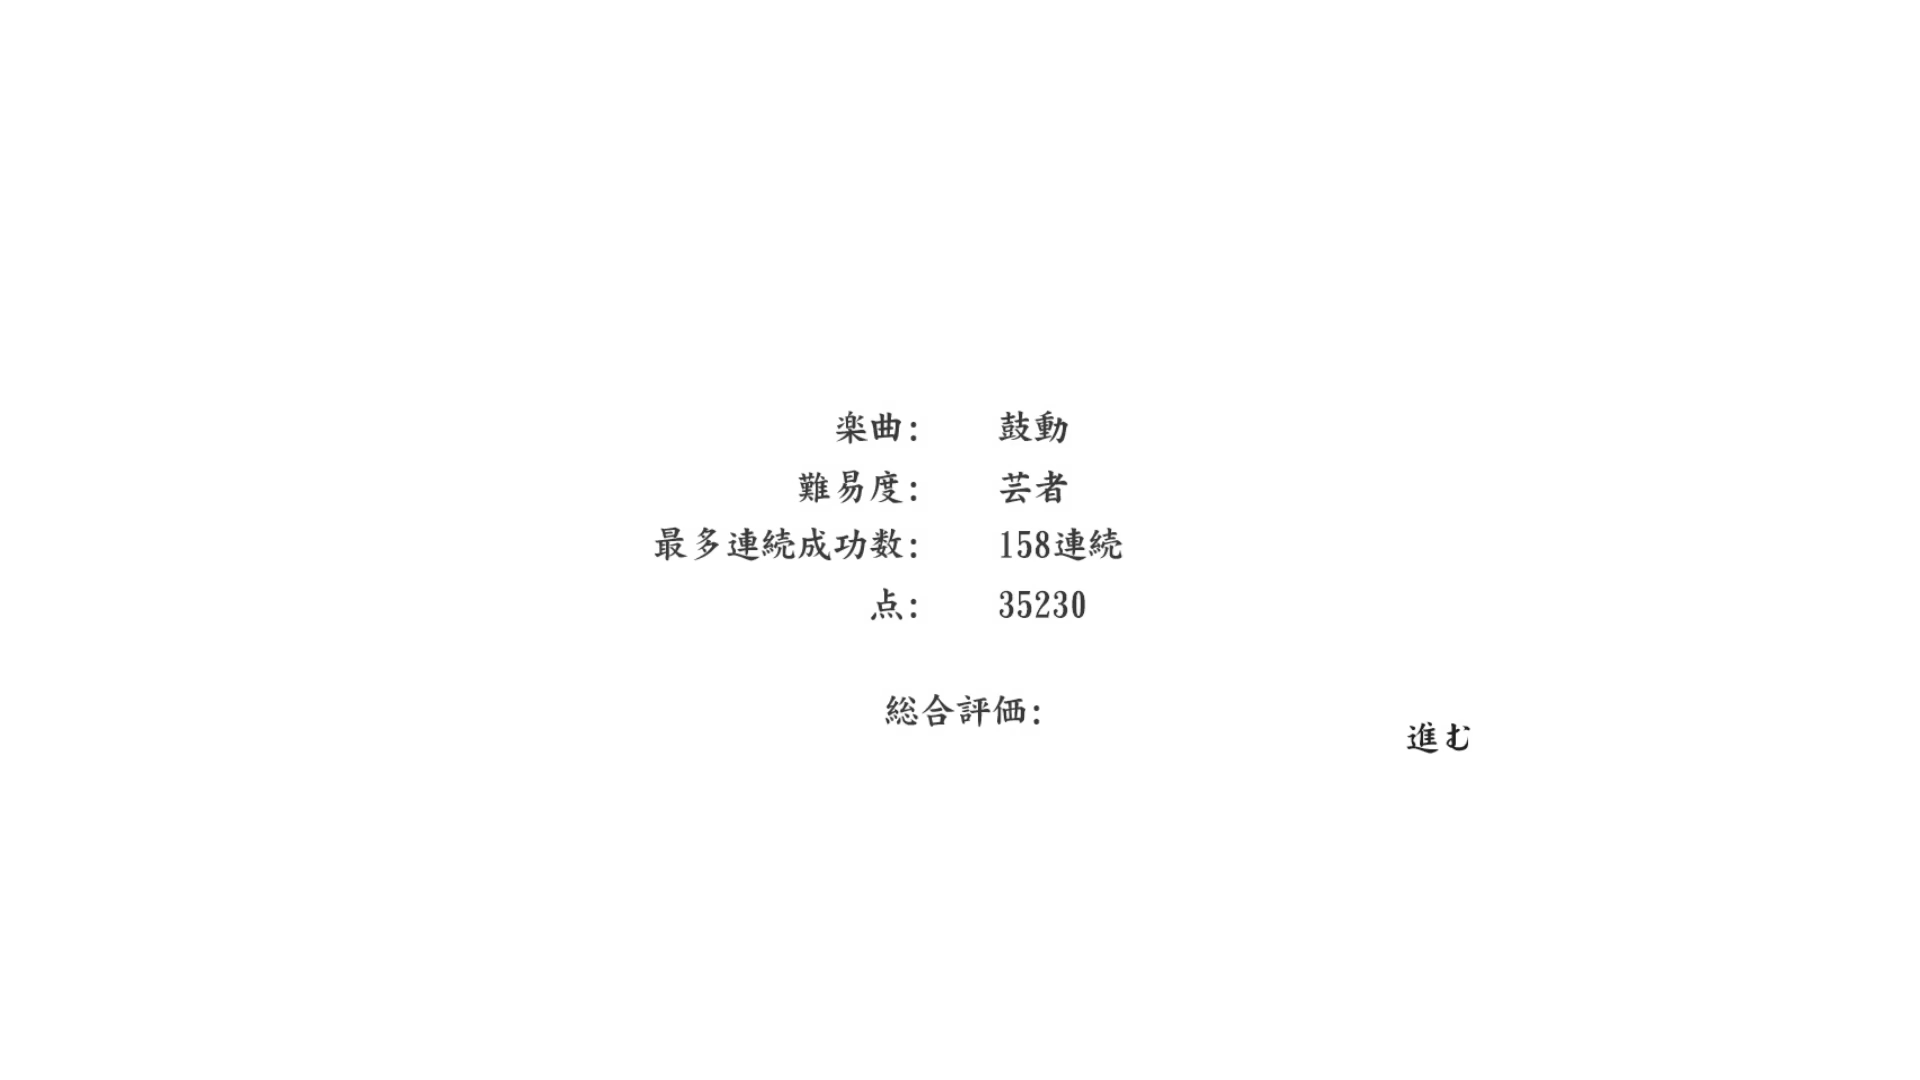 楽曲: 鼓動
難易度: 芸者
最多連続成功数: 158連続
点: 35230
総合評価:
進む